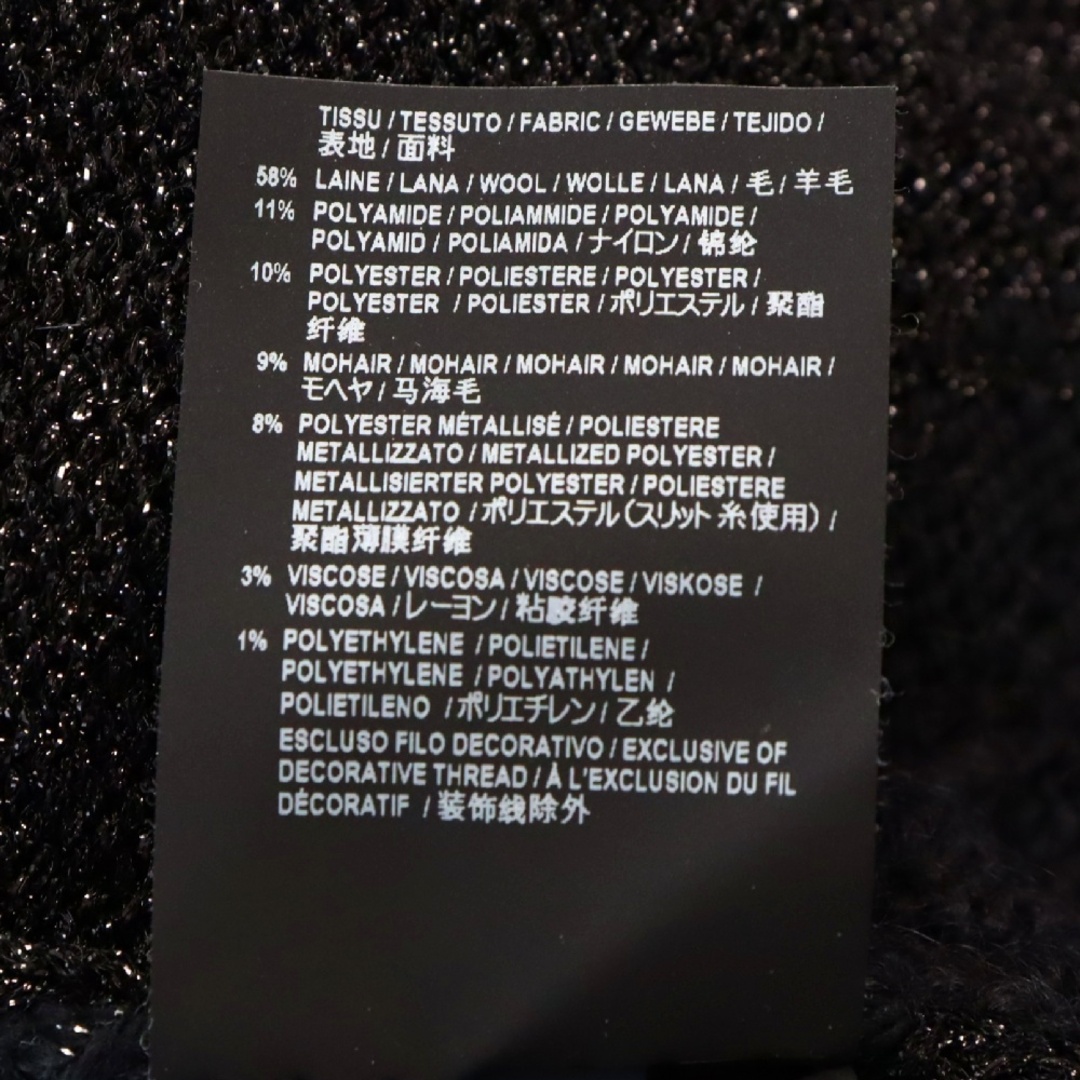 TISSU / TESSUTO / FABRIC / GEWEBE / TEJIDO /
表地 / 面料
58% LAINE / LANA / WOOL / WOLLE / LANA / 毛 / 羊毛
11% POLYAMIDE / POLIAMMIDE / POLYAMIDE /
POLYAMID / POLIAMIDA / ナイロン / 锦纶
10% POLYESTER / POLIESTERE / POLYESTER /
POLYESTER / POLIESTER / ポリエステル / 聚酯
纤维
9% MOHAIR / MOHAIR / MOHAIR / MOHAIR / MOHAIR /
モヘヤ / 马海毛
8% POLYESTER MÉTALLISÉ / POLIESTERE
METALLIZZATO / METALLIZED POLYESTER /
METALLISIERTER POLYESTER / POLIESTERE
METALLIZZATO / ポリエステル(スリット 糸使用) /
聚酯薄膜纤维
3% VISCOSE / VISCOSA / VISCOSE / VISKOSE /
VISCOSA / レーヨン / 粘胶纤维
1% POLYETHYLENE / POLIETILENE /
POLYETHYLENE / POLYATHYLEN /
POLIETILENO / ポリエチレン / 乙纶
ESCLUSO FILO DECORATIVO / EXCLUSIVE OF
DECORATIVE THREAD / À L'EXCLUSION DU FIL
DÉCORATIF / 装饰线除外